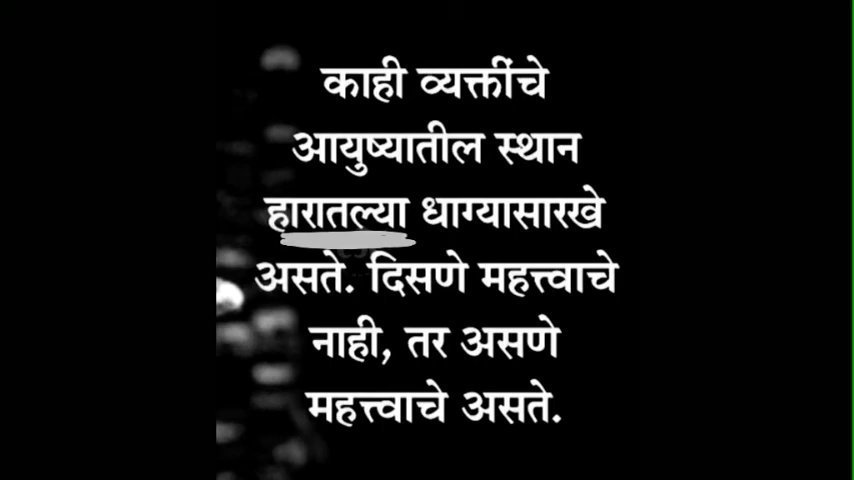 काही व्यक्तींचे
आयुष्यातील स्थान
हारातल्या धाग्यासारखे
असते. दिसणे महत्त्वाचे
नाही, तर असणे
महत्त्वाचे असते.